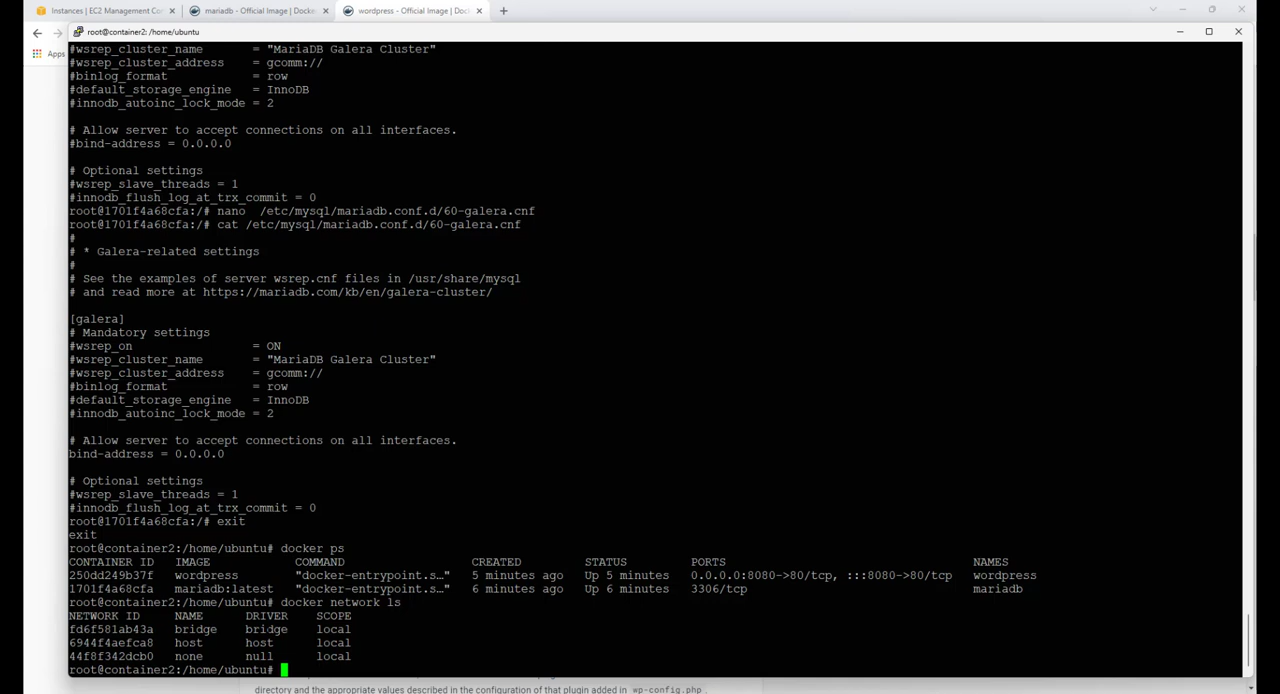 Instances | EC2 Management Con
mariadb - Official Image | Docker
wordpress - Official Image | Dock
root@container2: /home/ubuntu
Apps
#wsrep_cluster_name = "MariaDB Galera Cluster"
#wsrep_cluster_address = gcomm://
#binlog_format = row
#default_storage_engine = InnoDB
#innodb_autoinc_lock_mode = 2
# Allow server to accept connections on all interfaces.
#bind-address = 0.0.0.0
# Optional settings
#wsrep_slave_threads = 1
#innodb_flush_log_at_trx_commit = 0
root@1701f4a68cfa:/# nano  /etc/mysql/mariadb.conf.d/60-galera.cnf
root@1701f4a68cfa:/# cat /etc/mysql/mariadb.conf.d/60-galera.cnf
#
# * Galera-related settings
#
# See the examples of server wsrep.cnf files in /usr/share/mysql
# and read more at https://mariadb.com/kb/en/galera-cluster/
[galera]
# Mandatory settings
#wsrep_on = ON
#wsrep_cluster_name = "MariaDB Galera Cluster"
#wsrep_cluster_address = gcomm://
#binlog_format = row
#default_storage_engine = InnoDB
#innodb_autoinc_lock_mode = 2
# Allow server to accept connections on all interfaces.
bind-address = 0.0.0.0
# Optional settings
#wsrep_slave_threads = 1
#innodb_flush_log_at_trx_commit = 0
root@1701f4a68cfa:/# exit
exit
root@container2:/home/ubuntu# docker ps
CONTAINER ID IMAGE COMMAND CREATED STATUS PORTS NAMES
250dd249b37f wordpress "docker-entrypoint.s…" 5 minutes ago Up 5 minutes 0.0.0.0:8080->80/tcp, :::8080->80/tcp wordpress
1701f4a68cfa mariadb:latest "docker-entrypoint.s…" 6 minutes ago Up 6 minutes 3306/tcp mariadb
root@container2:/home/ubuntu# docker network ls
NETWORK ID NAME DRIVER SCOPE
fd6f581ab43a bridge bridge local
6944f4aefca8 host host local
44f8f342dcb0 none null local
root@container2:/home/ubuntu#
directory and the appropriate values described in the configuration of that plugin added in wp-config.php .